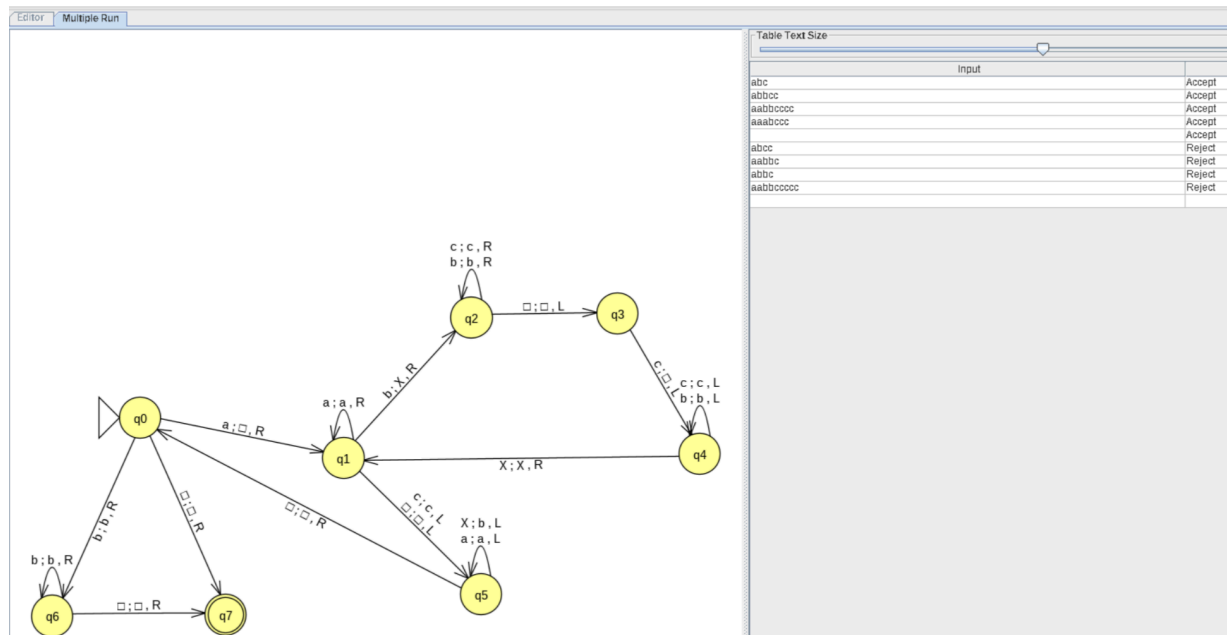 Editor
Multiple Run
Table Text Size
Input
abc Accept
abbcc Accept
aabbcccc Accept
aaabccc Accept
Accept
abcc Reject
aabbc Reject
abbc Reject
aabbccccc Reject
c ; c , R
b ; b , R
q2
□ ; □ , L
q3
b ; X , R
c ; □ , L
c ; c , L
b ; b , L
a ; a , R
q0
a ; □ , R
q1
q4
X ; X , R
b ; b , R
□ ; □ , R
□ ; □ , R
c ; c , L
□ ; □ , L
X ; b , L
a ; a , L
b ; b , R
q5
q6
□ ; □ , R
q7